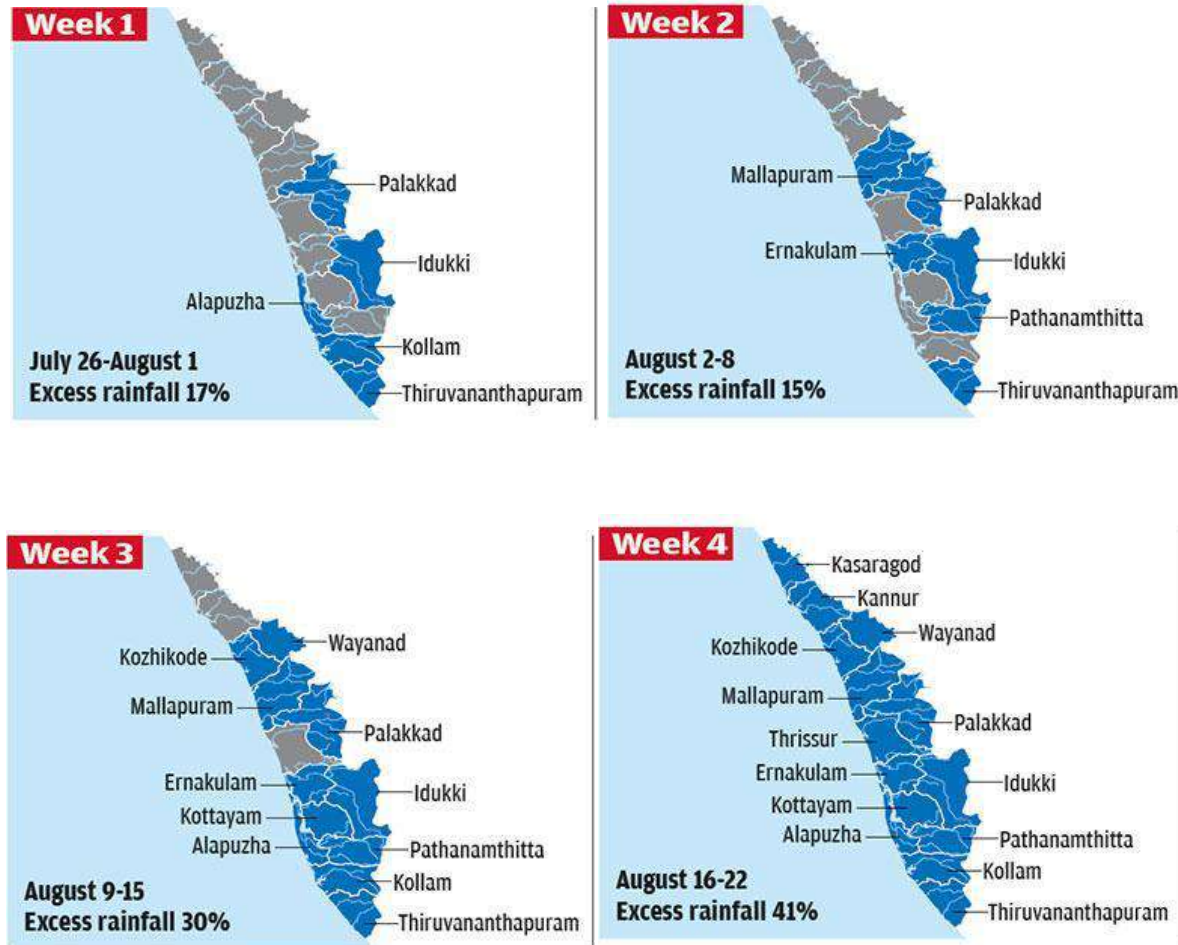 Week 1
Palakkad
Idukki
Alapuzha
Kollam
July 26-August 1
Excess rainfall 17%
Thiruvananthapuram
Week 2
Mallapuram
Palakkad
Ernakulam
Idukki
Pathanamthitta
August 2-8
Excess rainfall 15%
Thiruvananthapuram
Week 3
Wayanad
Kozhikode
Mallapuram
Palakkad
Ernakulam
Idukki
Kottayam
Alapuzha
Pathanamthitta
Kollam
August 9-15
Excess rainfall 30%
Thiruvananthapuram
Week 4
Kasaragod
Kannur
Wayanad
Kozhikode
Mallapuram
Palakkad
Thrissur
Ernakulam
Idukki
Kottayam
Alapuzha
Pathanamthitta
Kollam
August 16-22
Excess rainfall 41%
Thiruvananthapuram